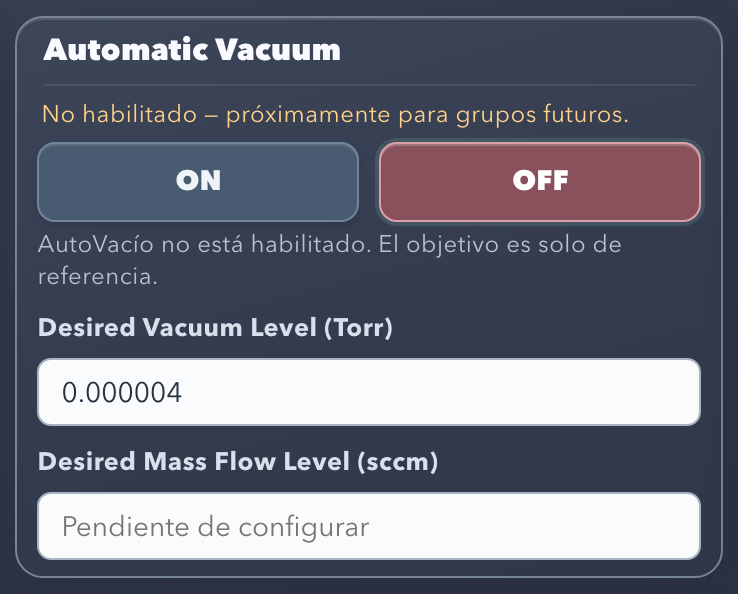 Automatic Vacuum
No habilitado — próximamente para grupos futuros.
ON
OFF
AutoVacío no está habilitado. El objetivo es solo de
referencia.
Desired Vacuum Level (Torr)
0.000004
Desired Mass Flow Level (sccm)
Pendiente de configurar